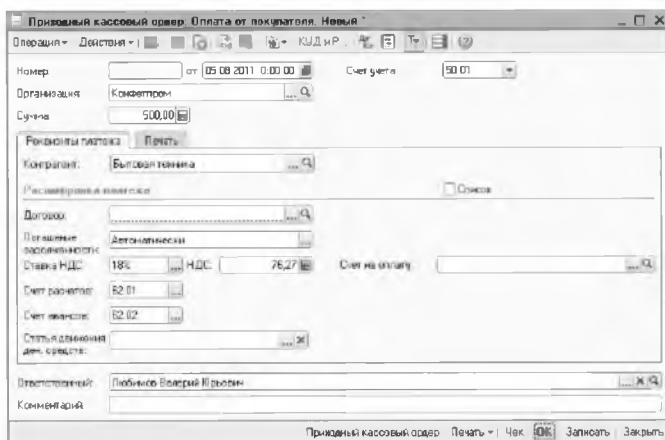 Приходный кассовый ордер: Оплата от покупателя. Новый *
Операция Действия КУДиР
Номер от 05.08.2011 0:00:00 Счет учета 50.01
Организация Конфетпром
Сумма 500,00
Реквизиты платежа Печать
Контрагент: Бытовая техника
Расшифровка платежа Список
Договор:
Погашение Автоматически
задолженности:
Ставка НДС: 18% НДС: 76,27 Счет на оплату:
Счет расчетов: 62.01
Счет авансов: 62.02
Статья движения
ден. средств:
Ответственный: Любимов Валерий Юрьевич
Комментарий
Приходный кассовый ордер Печать Чек OK Записать Закрыть